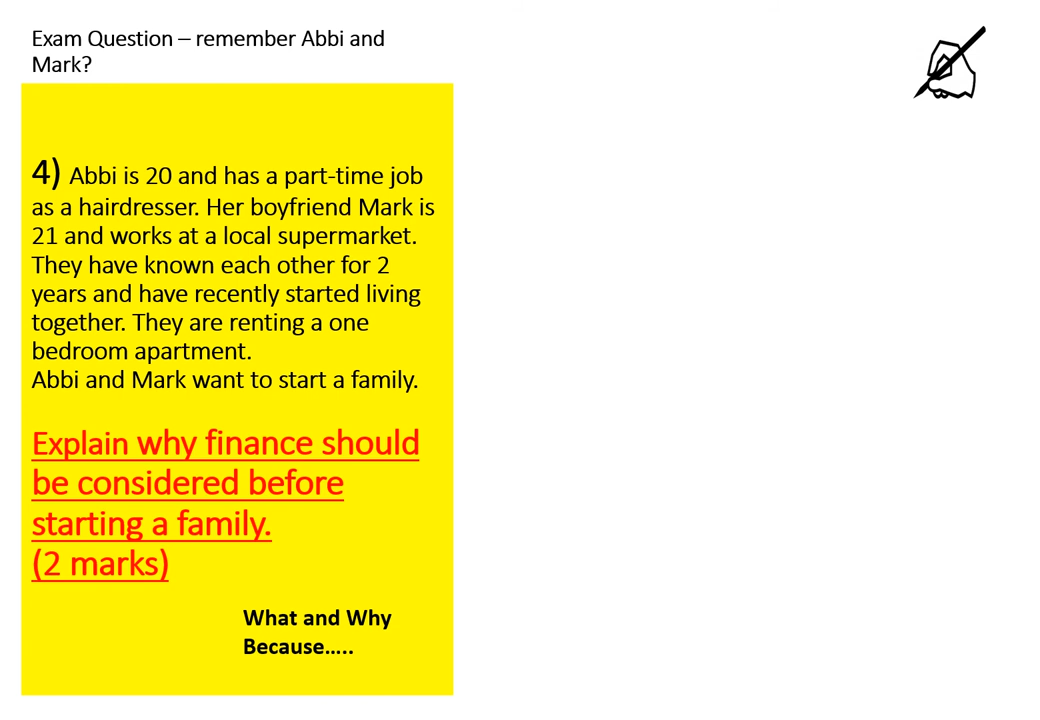 Exam Question – remember Abbi and
Mark?
4) Abbi is 20 and has a part-time job
as a hairdresser. Her boyfriend Mark is
21 and works at a local supermarket.
They have known each other for 2
years and have recently started living
together. They are renting a one
bedroom apartment.
Abbi and Mark want to start a family.
Explain why finance should
be considered before
starting a family.
(2 marks)
What and Why
Because…..